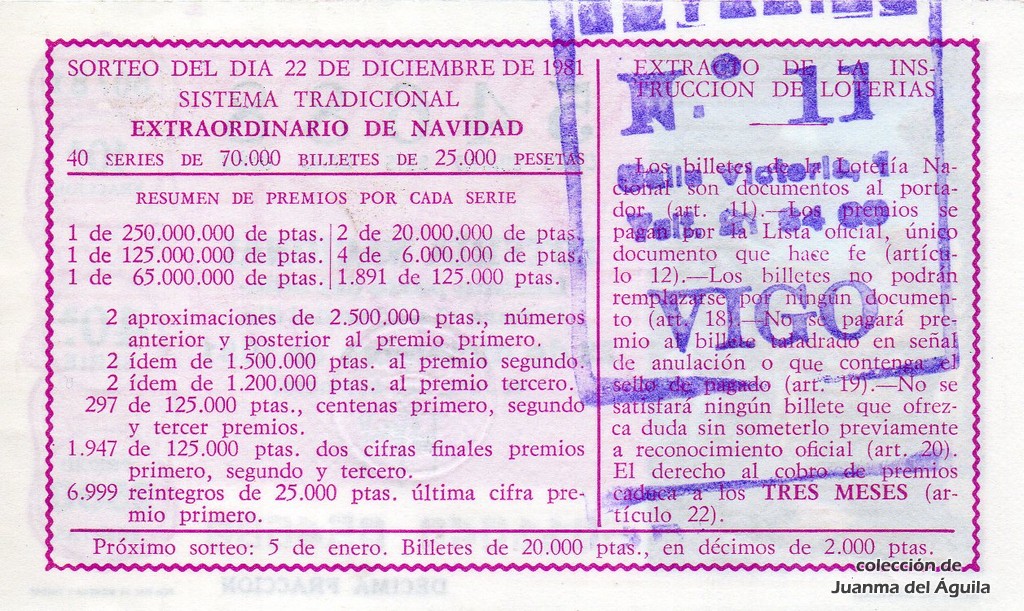 SORTEO DEL DIA 22 DE DICIEMBRE DE 1981
SISTEMA TRADICIONAL
EXTRAORDINARIO DE NAVIDAD
40 SERIES DE 70.000 BILLETES DE 25.000 PESETAS
RESUMEN DE PREMIOS POR CADA SERIE
1 de 250.000.000 de ptas.
1 de 125.000.000 de ptas.
1 de 65.000.000 de ptas.
2 de 20.000.000 de ptas.
4 de 6.000.000 de ptas.
1.891 de 125.000 ptas.
2 aproximaciones de 2.500.000 ptas., números
anterior y posterior al premio primero.
2 ídem de 1.500.000 ptas. al premio segundo.
2 ídem de 1.200.000 ptas. al premio tercero.
297 de 125.000 ptas., centenas primero, segundo
y tercer premios.
1.947 de 125.000 ptas. dos cifras finales premios
primero, segundo y tercero.
6.999 reintegros de 25.000 ptas. última cifra pre-
mio primero.
EXTRACTO DE LA INS-
TRUCCION DE LOTERIAS
Los billetes de la Lotería Na-
cional son documentos al porta-
dor (art. 11).—Los premios se
pagan por la Lista oficial, único
documento que hace fe (artícu-
lo 12).—Los billetes no podrán
remplazarse por ningún documen-
to (art. 18).—No se pagará pre-
mio al billete taladrado en señal
de anulación o que contenga el
sello de pagado (art. 19).—No se
satisfará ningún billete que ofrez-
ca duda sin someterlo previamente
a reconocimiento oficial (art. 20).
El derecho al cobro de premios
caduca a los TRES MESES (ar-
tículo 22).
N.º 11
Calle Victoria, 1
VIGO
Próximo sorteo: 5 de enero. Billetes de 20.000 ptas., en décimos de 2.000 ptas.
DECIMA FRACCION
colección de
Juanma del Águila